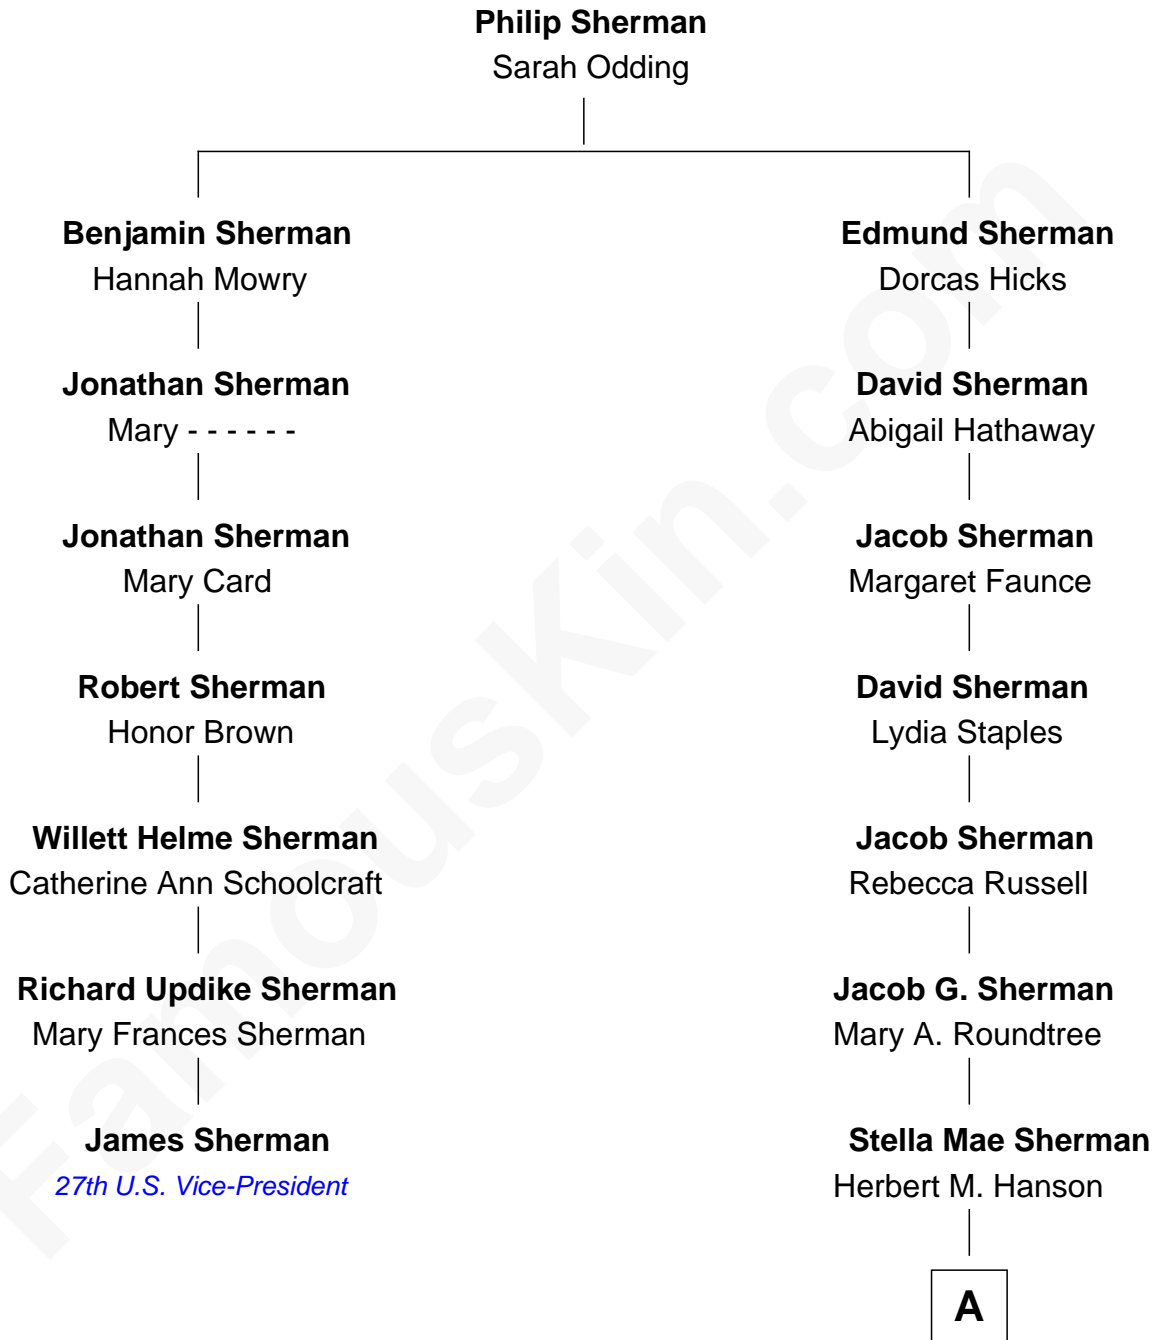 Philip Sherman
Sarah Odding
Benjamin Sherman
Hannah Mowry
Edmund Sherman
Dorcas Hicks
Jonathan Sherman
Mary - - - - - -
David Sherman
Abigail Hathaway
Jonathan Sherman
Mary Card
Jacob Sherman
Margaret Faunce
Robert Sherman
Honor Brown
David Sherman
Lydia Staples
Willett Helme Sherman
Catherine Ann Schoolcraft
Jacob Sherman
Rebecca Russell
Richard Updike Sherman
Mary Frances Sherman
Jacob G. Sherman
Mary A. Roundtree
James Sherman
27th U.S. Vice-President
Stella Mae Sherman
Herbert M. Hanson
A
FamousKin.com